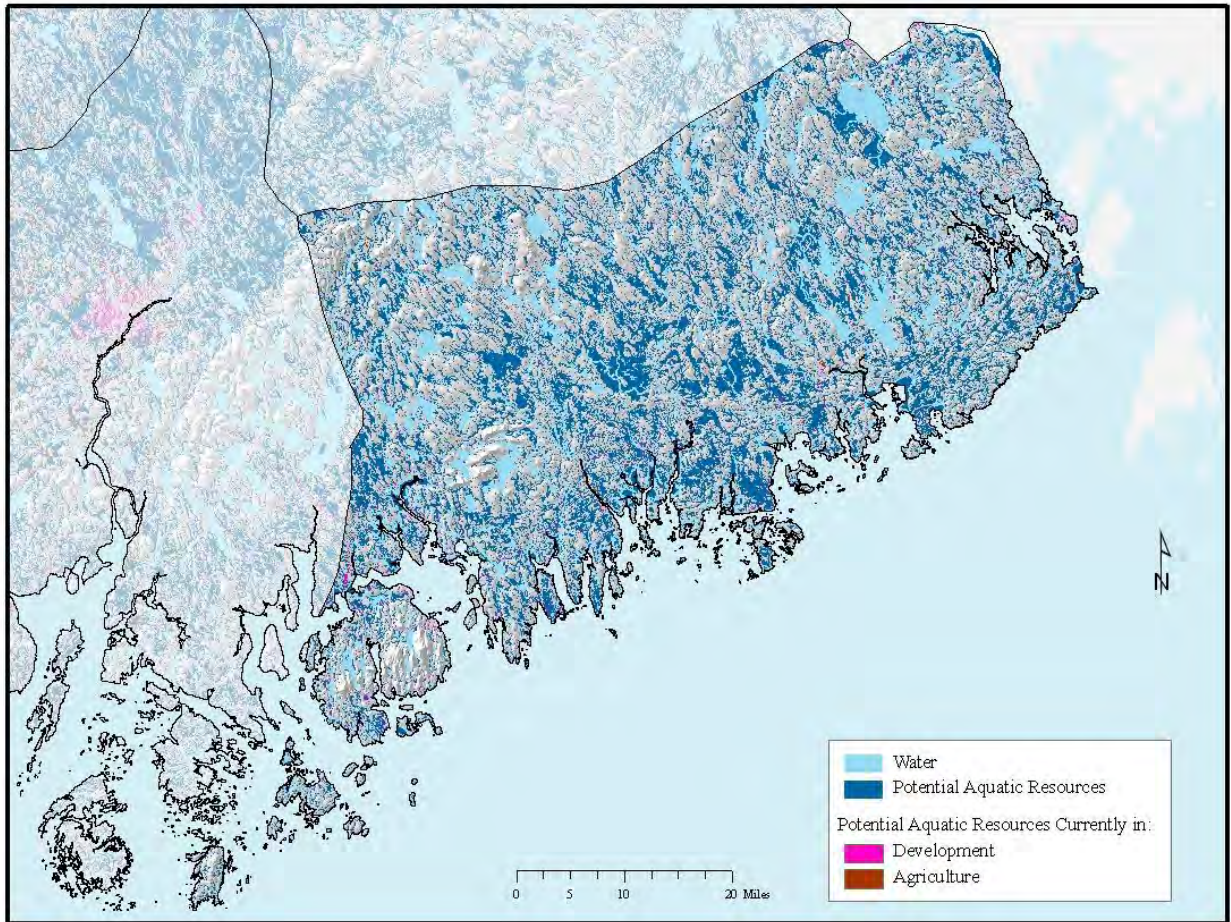 N
Water
Potential Aquatic Resources
Potential Aquatic Resources Currently in:
Development
Agriculture
0 5 10 20 Miles